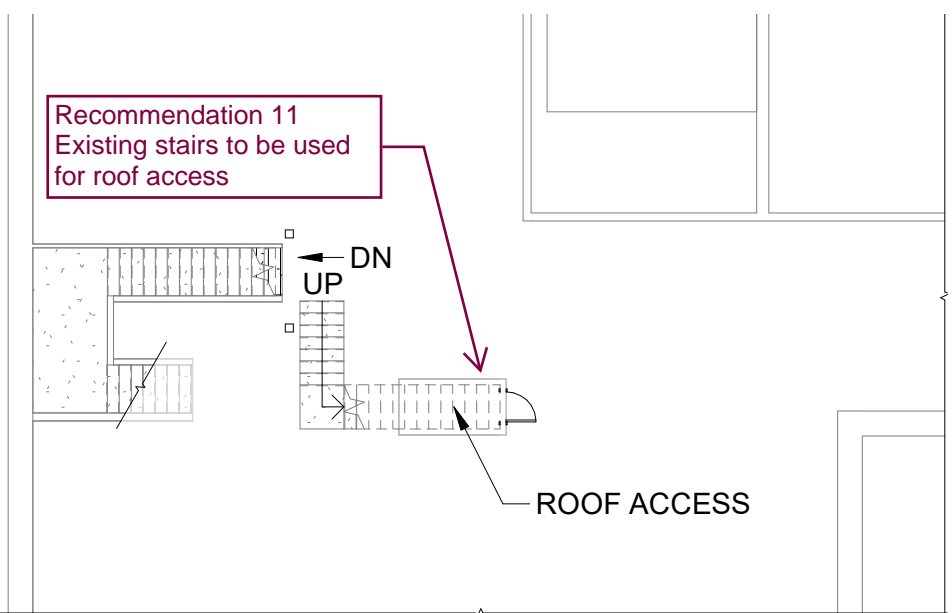 Recommendation 11
Existing stairs to be used
for roof access
DN
UP
ROOF ACCESS